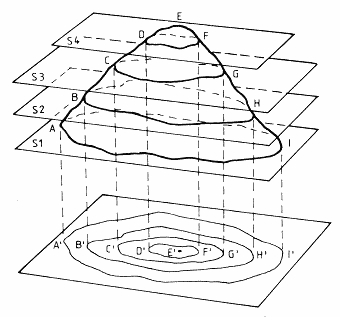 E
S4 D F
S3 C G
S2 B H
S1 A I
A' B' C' D' E' F' G' H' I'